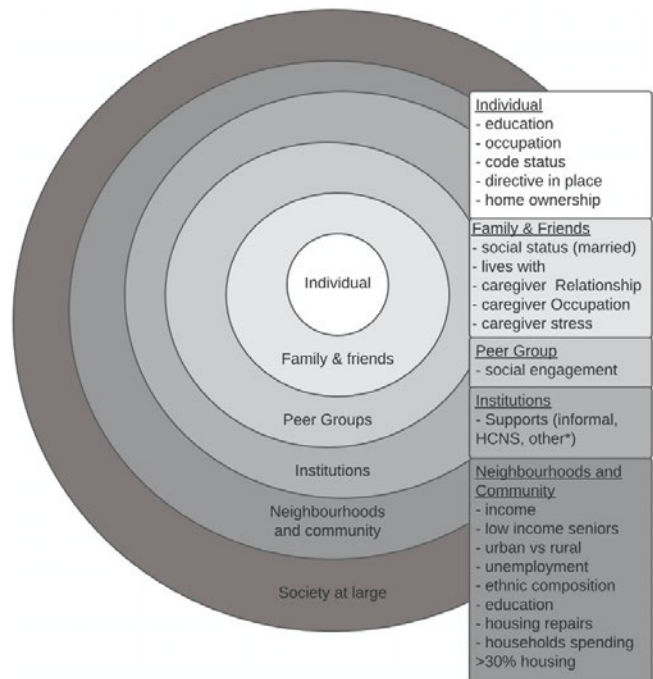 Individual
Family & friends
Peer Groups
Institutions
Neighbourhoods
and community
Society at large
Individual
- education
- occupation
- code status
- directive in place
- home ownership
Family & Friends
- social status (married)
- lives with
- caregiver Relationship
- caregiver Occupation
- caregiver stress
Peer Group
- social engagement
Institutions
- Supports (informal,
HCNS, other*)
Neighbourhoods and
Community
- income
- low income seniors
- urban vs rural
- unemployment
- ethnic composition
- education
- housing repairs
- households spending
>30% housing